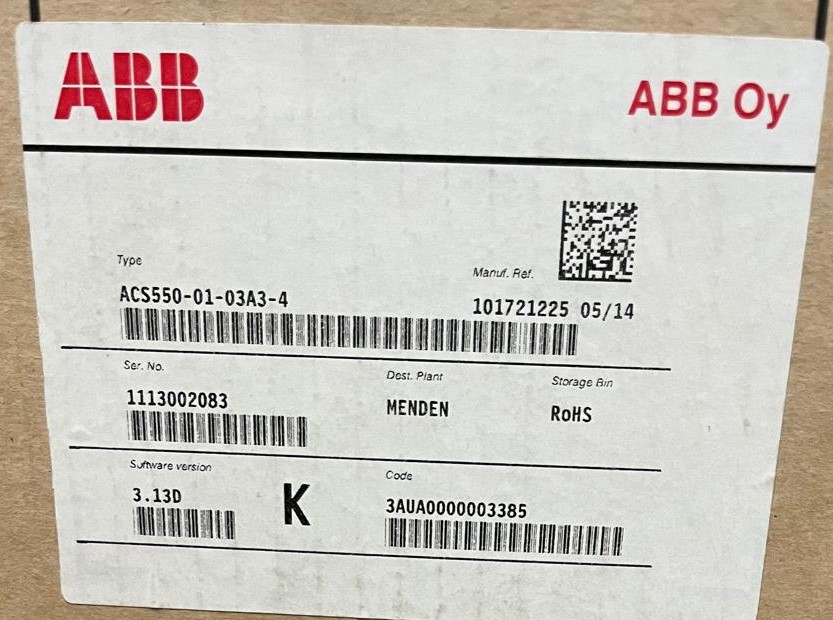 ABB
ABB Oy
Type
Manuf. Ref.
ACS550-01-03A3-4
101721225 05/14
Ser. No.
Dest. Plant
Storage Bin
1113002083
MENDEN
RoHS
Software version
Code
3.13D
K
3AUA0000003385